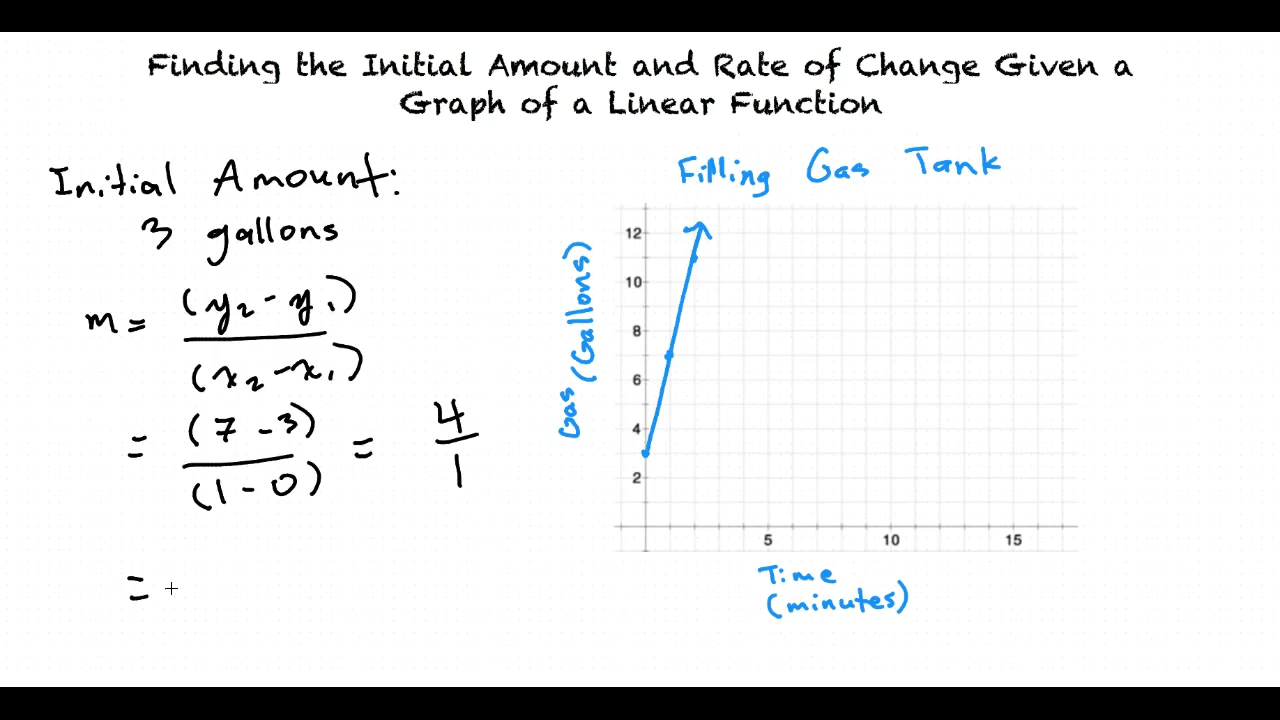 Finding the Initial Amount and Rate of Change Given a
Graph of a Linear Function
Initial Amount:
3 gallons
m = (y₂ - y₁)
(x₂ - x₁)
= (7 - 3) = 4
(1 - 0) 1
=
Filling Gas Tank
Gas (Gallons)
12
10
8
6
4
2
5 10 15
Time
(minutes)